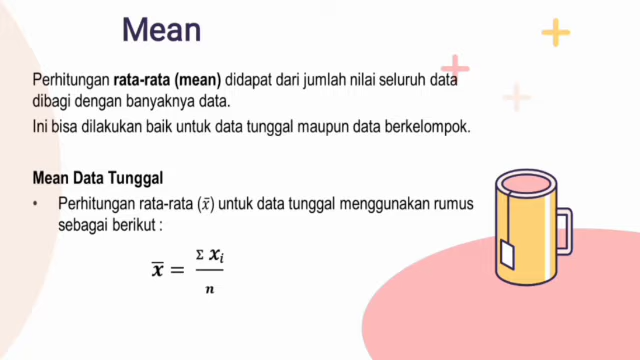 Mean
Perhitungan rata-rata (mean) didapat dari jumlah nilai seluruh data
dibagi dengan banyaknya data.
Ini bisa dilakukan baik untuk data tunggal maupun data berkelompok.
Mean Data Tunggal
• Perhitungan rata-rata (x̄) untuk data tunggal menggunakan rumus
sebagai berikut :
x̄ = Σ xᵢ
n